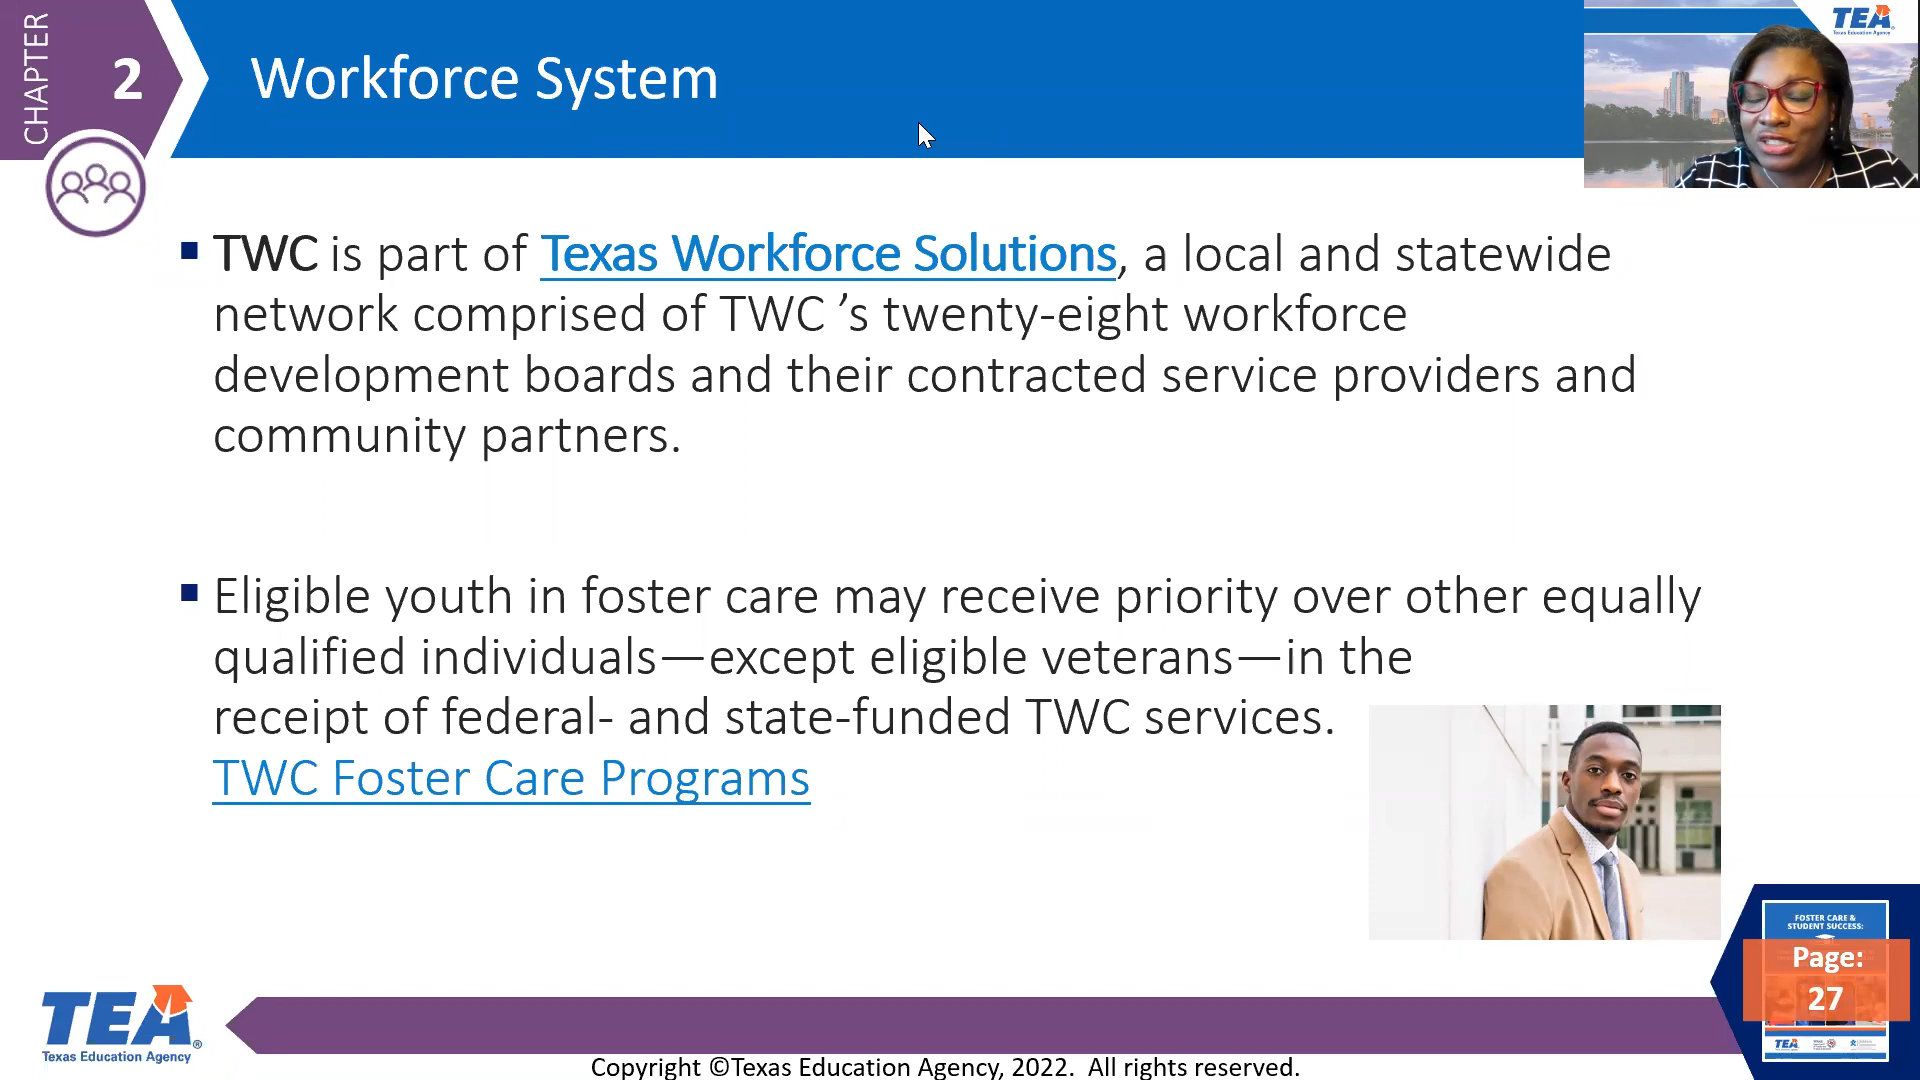 CHAPTER
2
Workforce System
TEA
Texas Education Agency
▪ TWC is part of Texas Workforce Solutions, a local and statewide
network comprised of TWC ’s twenty-eight workforce
development boards and their contracted service providers and
community partners.
▪ Eligible youth in foster care may receive priority over other equally
qualified individuals—except eligible veterans—in the
receipt of federal- and state-funded TWC services.
TWC Foster Care Programs
FOSTER CARE &
STUDENT SUCCESS:
Page:
27
TEA
TEA®
Texas Education Agency
Copyright ©Texas Education Agency, 2022.  All rights reserved.